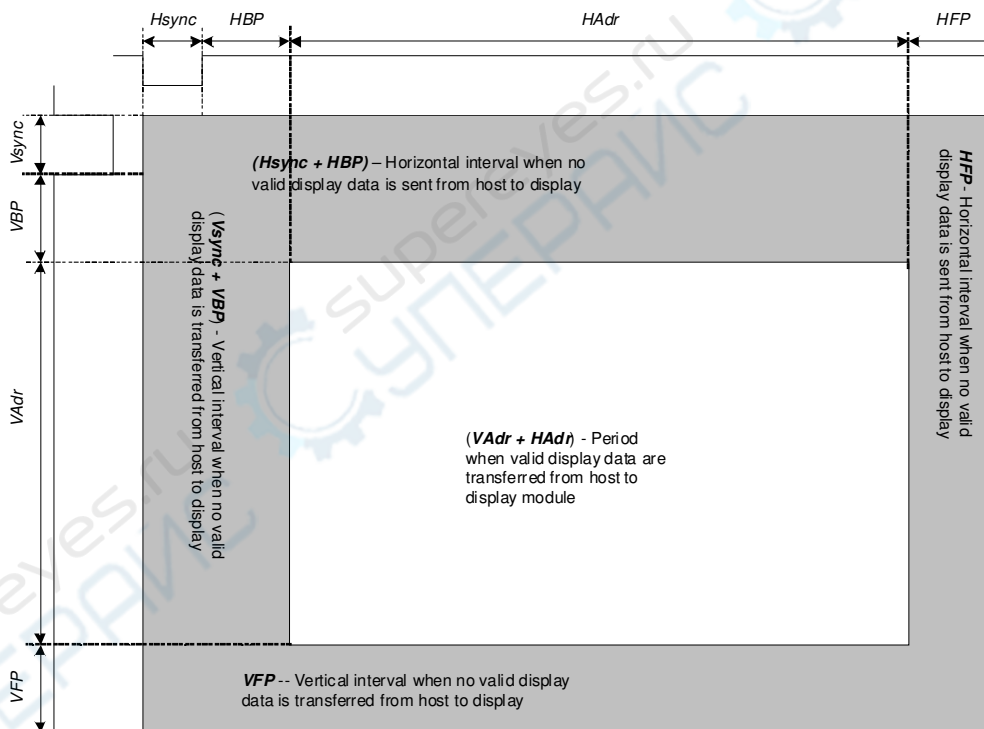 Hsync
HBP
HAdr
HFP
Vsync
VBP
VAdr
VFP
(Hsync + HBP) – Horizontal interval when no
valid display data is sent from host to display
(Vsync + VBP) - Vertical interval when no valid
display data is transferred from host to display
HFP - Horizontal interval when no valid
display data is sent from host to display
(VAdr + HAdr) - Period
when valid display data are
transferred from host to
display module
VFP -- Vertical interval when no valid display
data is transferred from host to display
supereyes.ru
СУПЕРАЙС
eyes.ru
ЕРАЙС